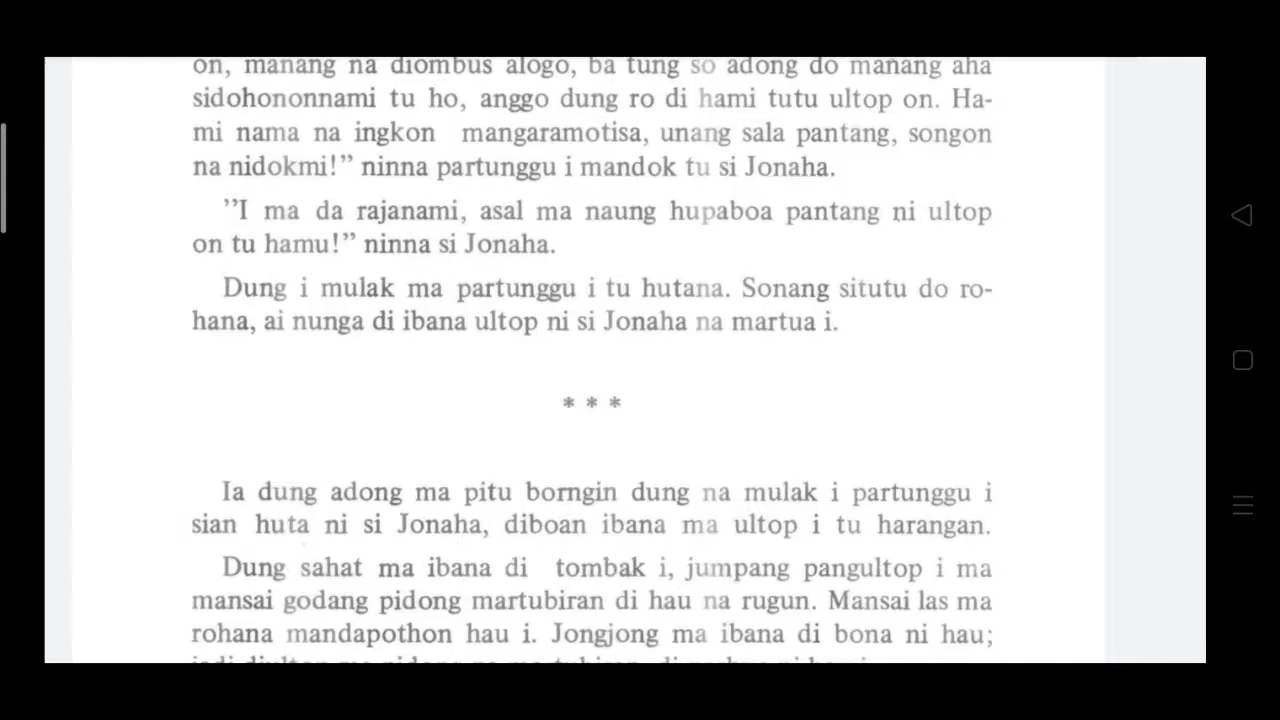 on, manang na diombus alogo, ba tung so adong do manang aha
sidohononnami tu ho, anggo dung ro di hami tutu ultop on. Ha-
mi nama na ingkon mangaramotisa, unang sala pantang, songon
na nidokmi!” ninna partunggu i mandok tu si Jonaha.
”I ma da rajanami, asal ma naung hupaboa pantang ni ultop
on tu hamu!” ninna si Jonaha.
Dung i mulak ma partunggu i tu hutana. Sonang situtu do ro-
hana, ai nunga di ibana ultop ni si Jonaha na martua i.
* * *
Ia dung adong ma pitu borngin dung na mulak i partunggu i
sian huta ni si Jonaha, diboan ibana ma ultop i tu harangan.
Dung sahat ma ibana di tombak i, jumpang pangultop i ma
mansai godang pidong martubiran di hau na rugun. Mansai las ma
rohana mandapothon hau i. Jongjong ma ibana di bona ni hau;